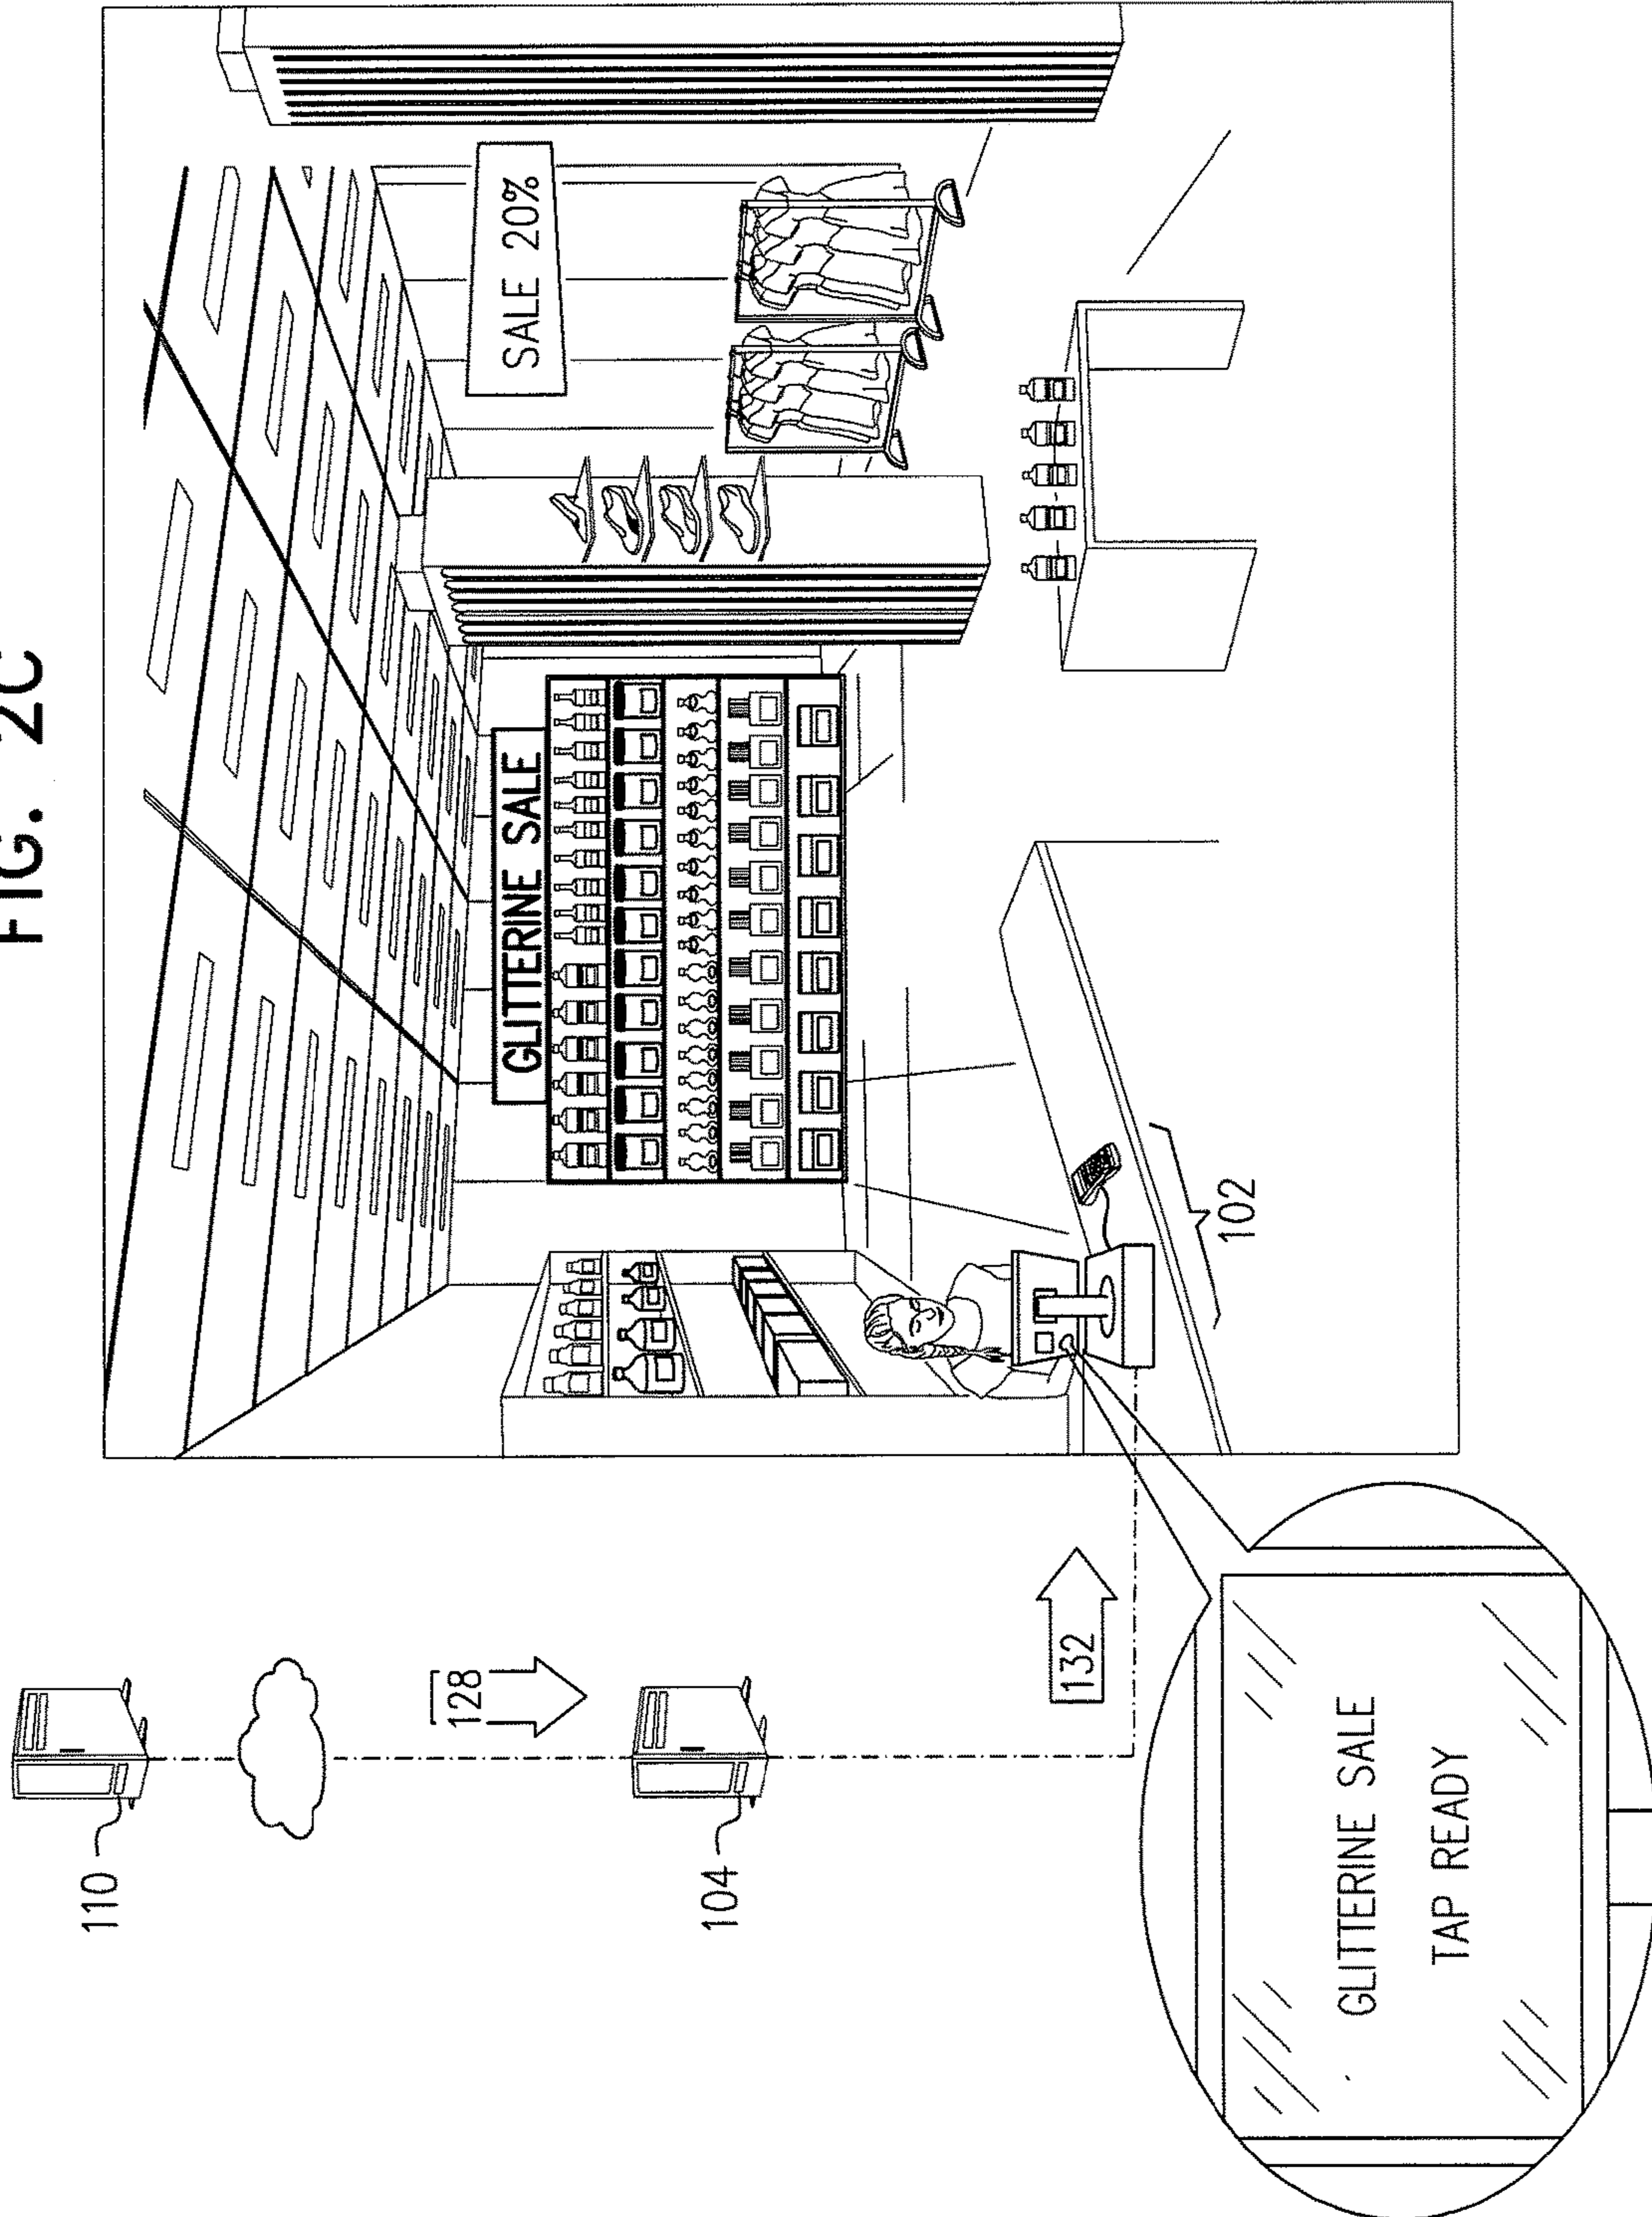 FIG. 2C
110
128
104
132
GLITTERINE SALE
SALE 20%
102
GLITTERINE SALE
TAP READY